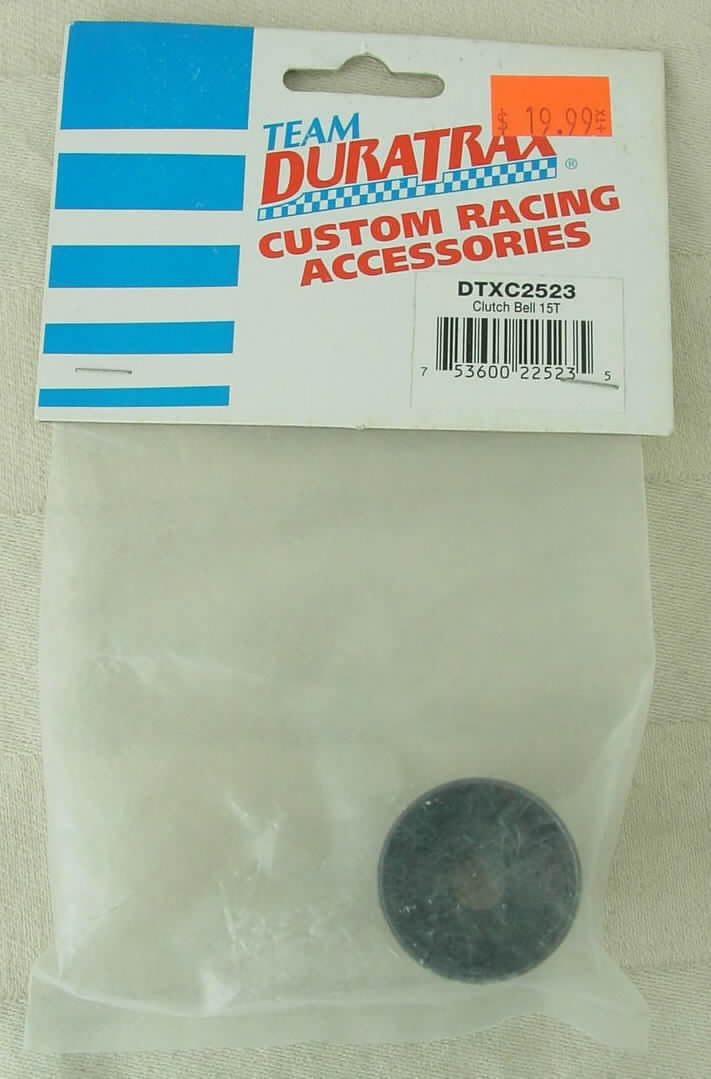 $ 19.99
TEAM
DURATRAX®
CUSTOM RACING
ACCESSORIES
DTXC2523
Clutch Bell 15T
7 53600 22523 5